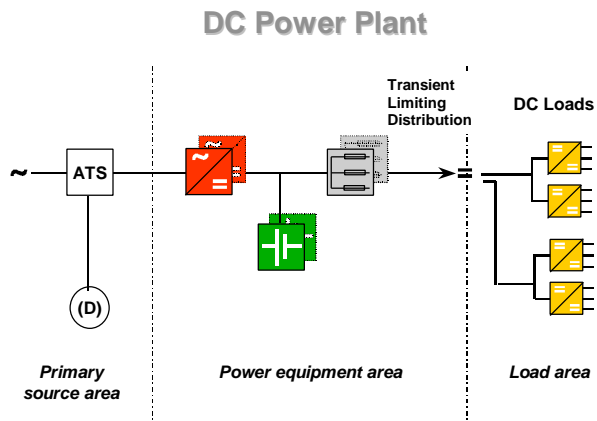 DC Power Plant
Transient
Limiting
Distribution
DC Loads
ATS
(D)
Primary
source area
Power equipment area
Load area